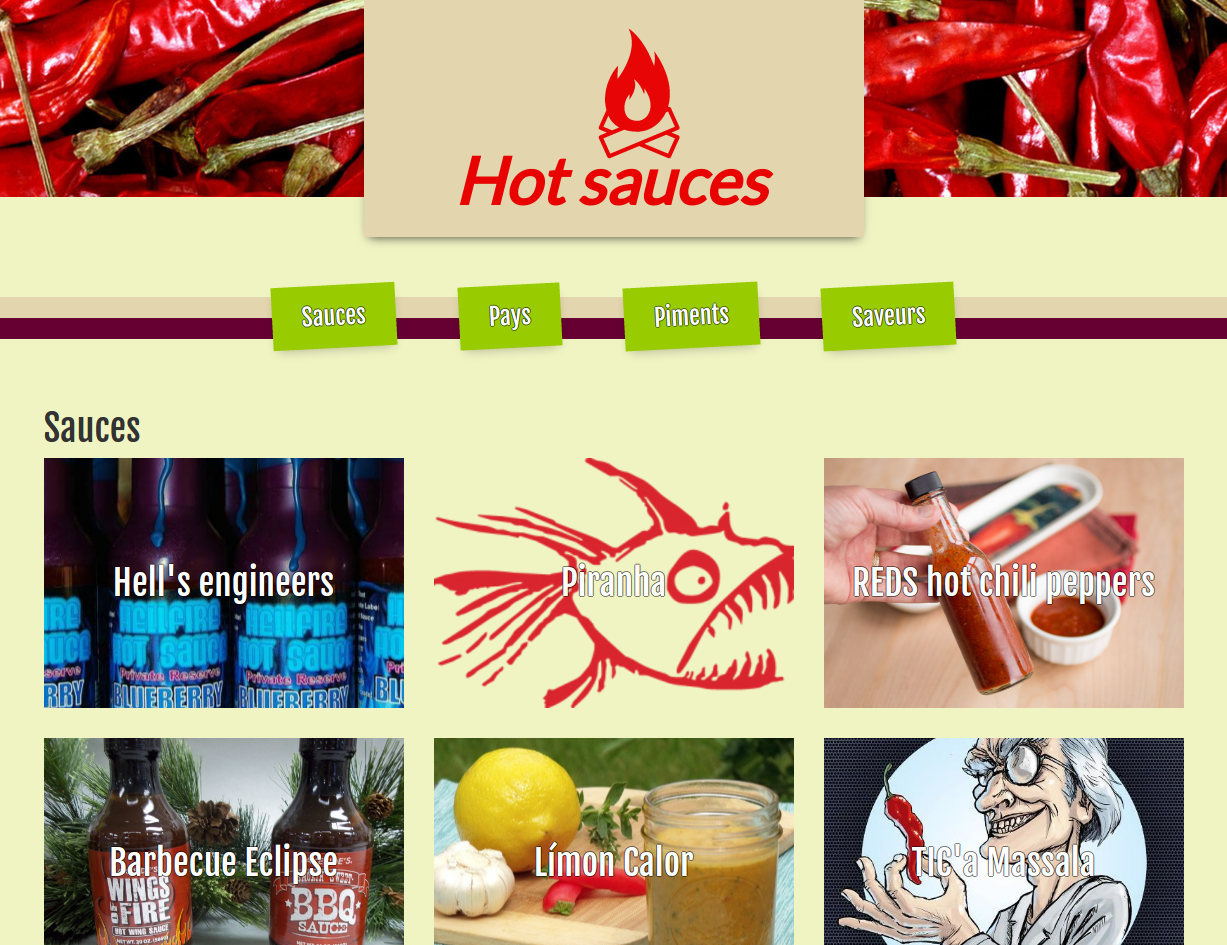 Hot sauces
Sauces
Pays
Piments
Saveurs
Sauces
Hell's engineers
HELLFIRE
HOT SAUCE
Private Reserve
BLUEBERRY
Piranha
REDS hot chili peppers
Barbecue Eclipse
WINGS
OF FIRE
HOT WING SAUCE
BBQ
SAUCE
Límon Calor
TIC'a Massala